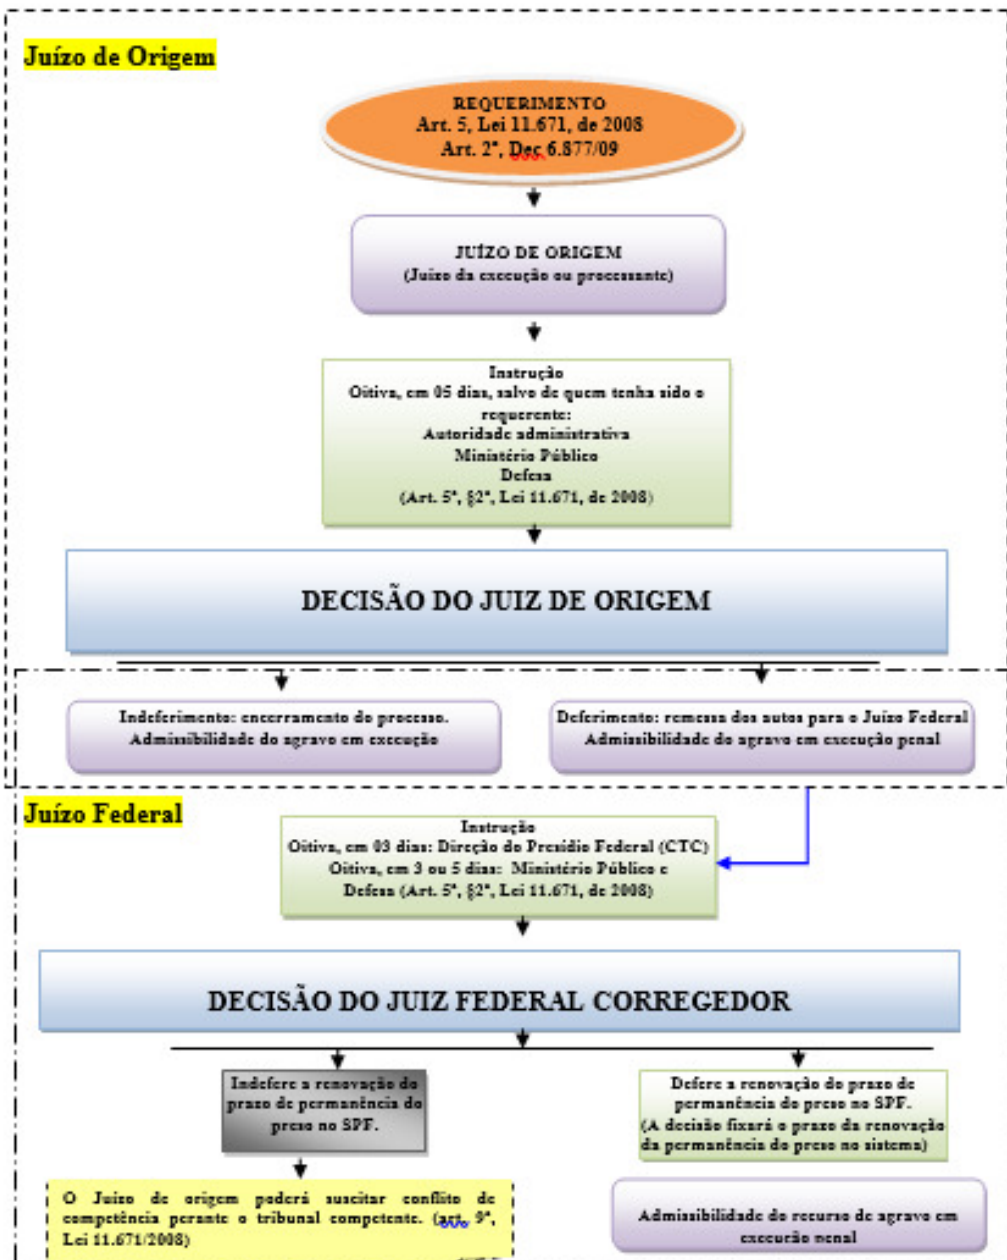 Juízo de Origem
REQUERIMENTO
Art. 5, Lei 11.671, de 2008
Art. 2º, Dec 6.877/09
JUÍZO DE ORIGEM
(Juízo da execução ou processante)
Instrução
Oitiva, em 05 dias, salvo de quem tenha sido o
requerente:
Autoridade administrativa
Ministério Público
Defesa
(Art. 5º, §2º, Lei 11.671, de 2008)
DECISÃO DO JUIZ DE ORIGEM
Indeferimento: encerramento do processo.
Admissibilidade do agravo em execução
Deferimento: remessa dos autos para o Juízo Federal
Admissibilidade do agravo em execução penal
Juízo Federal
Instrução
Oitiva, em 03 dias: Direção do Presídio Federal (CTC)
Oitiva, em 3 ou 5 dias: Ministério Público e
Defesa (Art. 5º, §2º, Lei 11.671, de 2008)
DECISÃO DO JUIZ FEDERAL CORREGEDOR
Indefere a renovação do
prazo de permanência do
preso no SPF.
Defere a renovação do prazo de
permanência do preso no SPF.
(A decisão fixará o prazo da renovação
da permanência do preso no sistema)
O Juízo de origem poderá suscitar conflito de
competência perante o tribunal competente. (art. 9º,
Lei 11.671/2008)
Admissibilidade do recurso de agravo em
execução penal